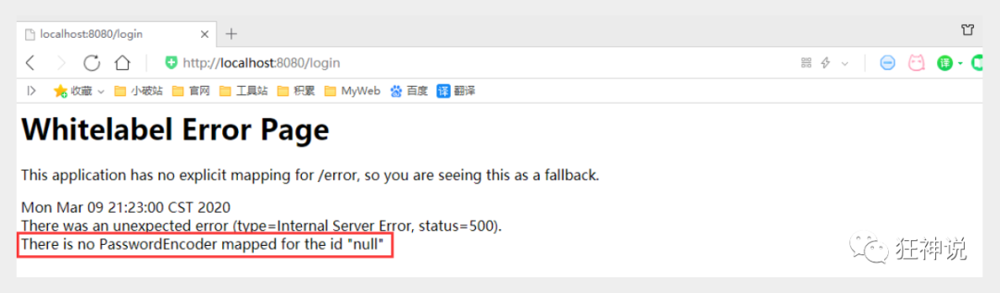 localhost:8080/login
http://localhost:8080/login
译
收藏 小破站 官网 工具站 积累 MyWeb 百度 译 翻译
Whitelabel Error Page
This application has no explicit mapping for /error, so you are seeing this as a fallback.
Mon Mar 09 21:23:00 CST 2020
There was an unexpected error (type=Internal Server Error, status=500).
There is no PasswordEncoder mapped for the id "null"
狂神说